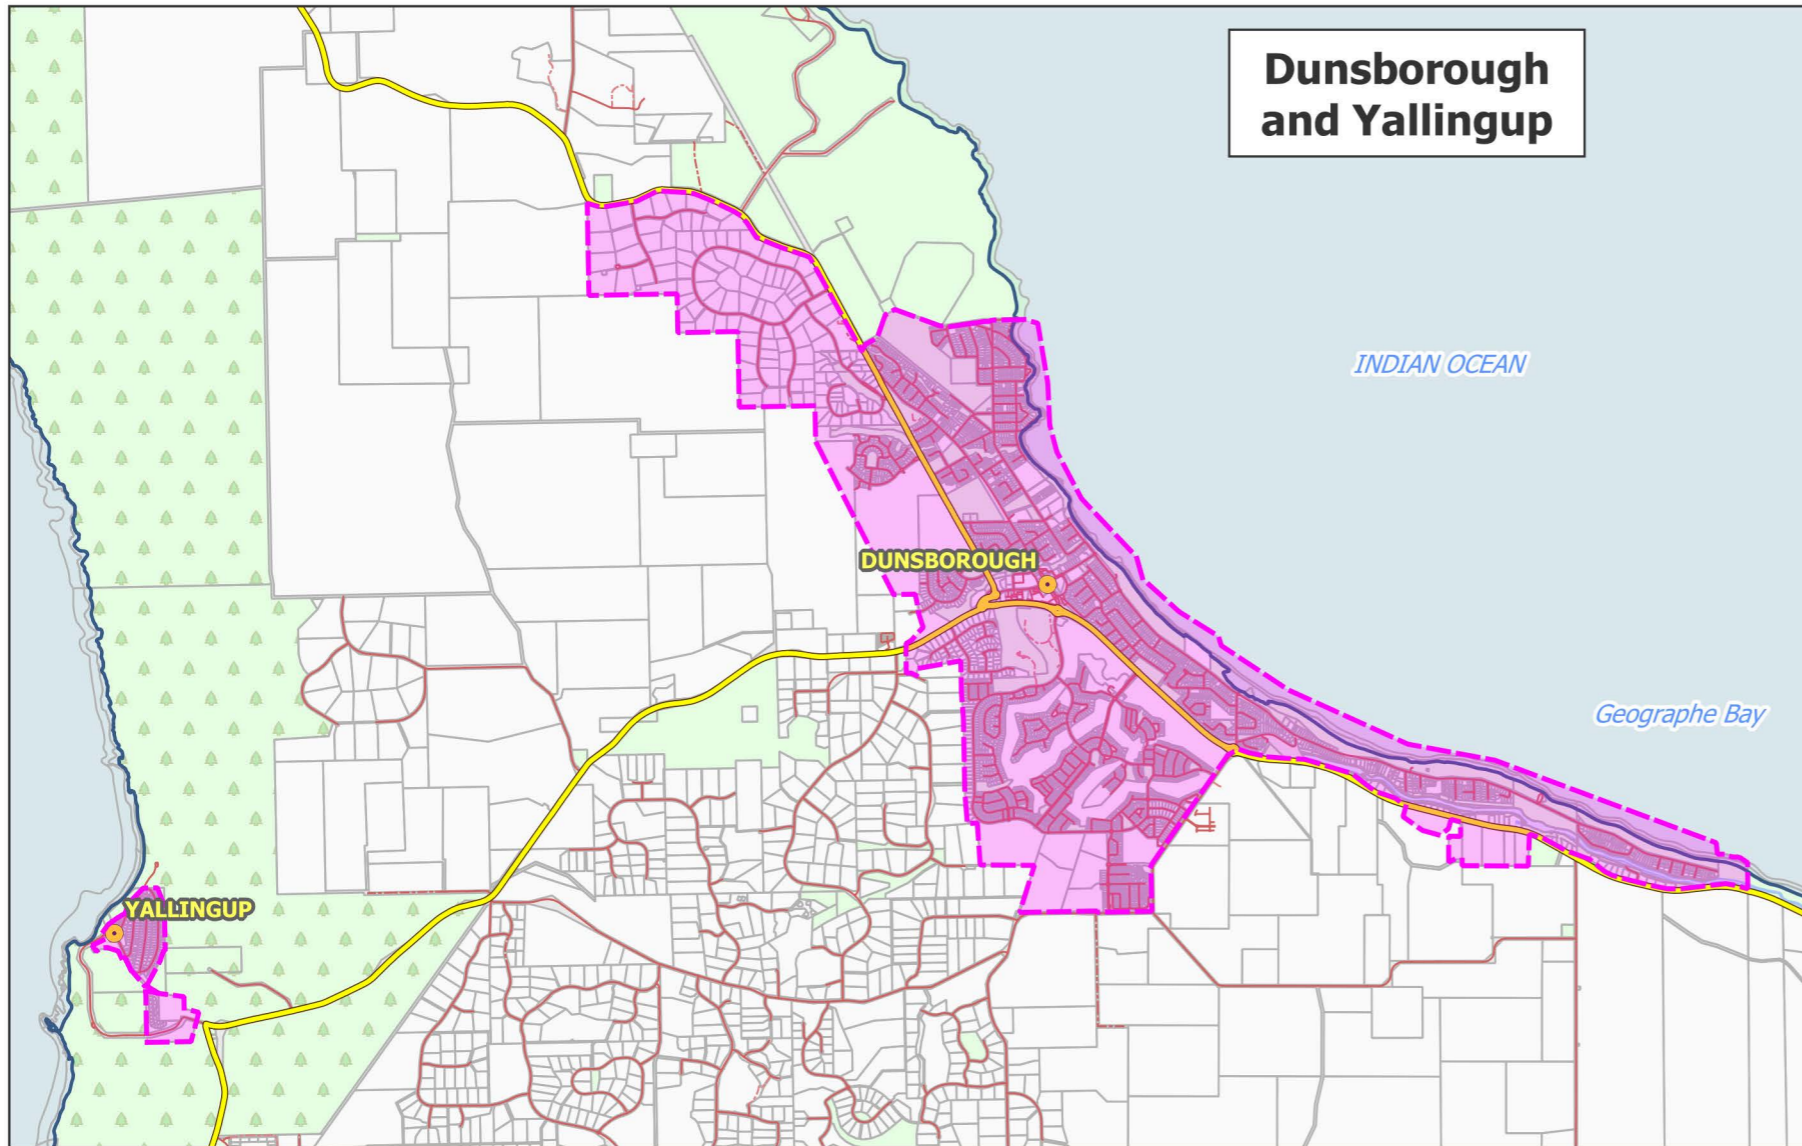 Dunsborough
and Yallingup
INDIAN OCEAN
DUNSBOROUGH
Geographe Bay
YALLINGUP